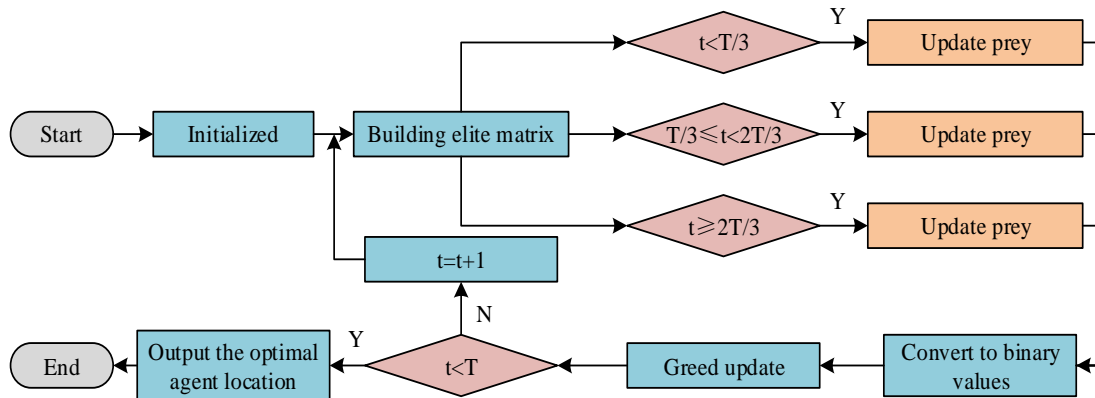 t<T/3
Y
Update prey
Start
Initialized
Building elite matrix
T/3≤t<2T/3
Y
Update prey
t≥2T/3
Y
Update prey
t=t+1
N
End
Output the optimal
agent location
Y
t<T
Greed update
Convert to binary
values